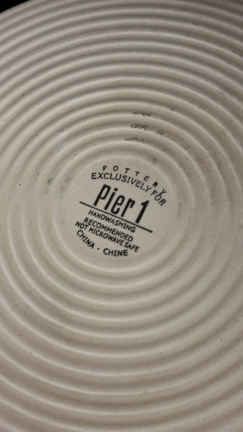 POTTERY
EXCLUSIVELY FOR
Pier 1
HANDWASHING
RECOMMENDED
NOT MICROWAVE SAFE
CHINA · CHINE